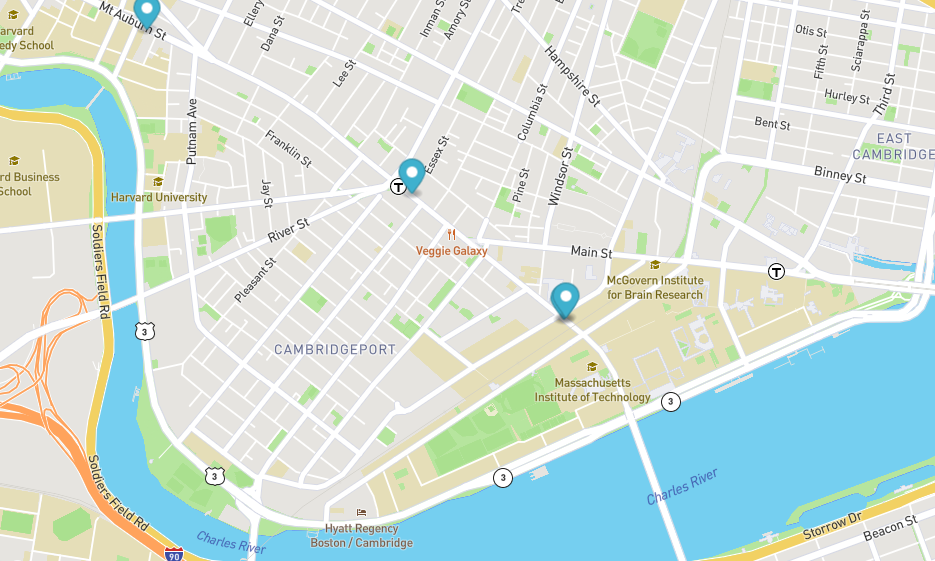 Mt Auburn St
Ellery
Dana St
Inman St
Amory St
Tre
Otis St
Sciarappa St
Fifth St
Third St
arvard
edy School
Lee St
Hampshire St
Columbia St
Hurley St
Bent St
EAST
CAMBRIDGE
Putnam Ave
Franklin St
Essex St
Windsor St
Pine St
Binney St
rd Business
School
Harvard University
Jay St
T
River St
Veggie Galaxy
Main St
T
McGovern Institute
for Brain Research
Soldiers Field Rd
Pleasant St
3
CAMBRIDGEPORT
Massachusetts
Institute of Technology
3
3
3
Soldiers Field Rd
Charles River
Hyatt Regency
Boston / Cambridge
Charles River
90
Storrow Dr
Beacon St